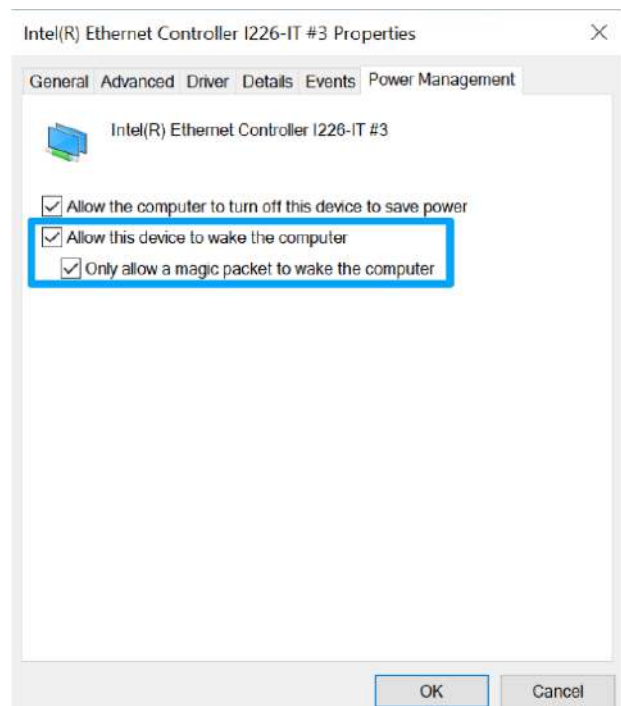 Intel(R) Ethernet Controller I226-IT #3 Properties
General Advanced Driver Details Events Power Management
Intel(R) Ethernet Controller I226-IT #3
Allow the computer to turn off this device to save power
Allow this device to wake the computer
Only allow a magic packet to wake the computer
OK Cancel